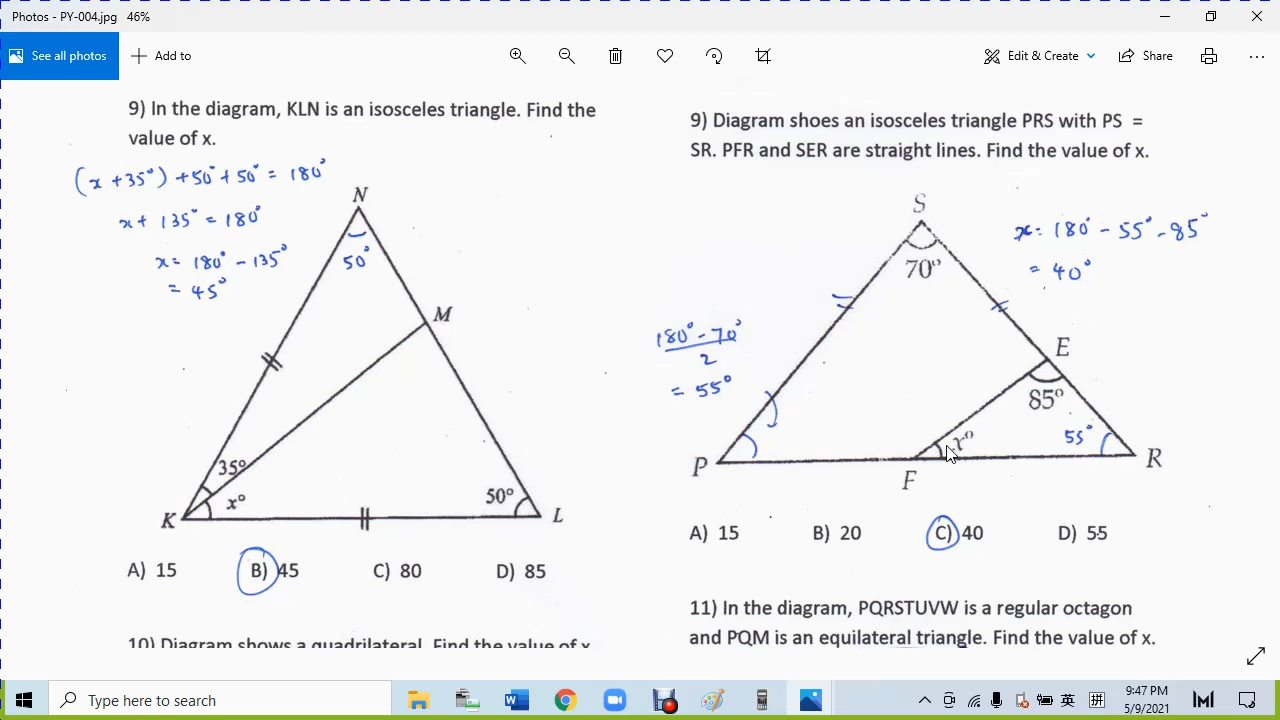 Photos - PY-004.jpg 46%
See all photos
Add to
Edit & Create
Share
9) In the diagram, KLN is an isosceles triangle. Find the
value of x.
(x + 35°) + 50° + 50° = 180°
x + 135° = 180°
x = 180° - 135°
= 45°
N
50°
M
35°
x°
50°
K
L
A) 15
B) 45
C) 80
D) 85
10) Diagram shows a quadrilateral. Find the value of x
9) Diagram shoes an isosceles triangle PRS with PS =
SR. PFR and SER are straight lines. Find the value of x.
S
70°
x = 180° - 55° - 85°
= 40°
180° - 70°
2
= 55°
E
85°
x°
55°
P
F
R
A) 15
B) 20
C) 40
D) 55
11) In the diagram, PQRSTUVW is a regular octagon
and PQM is an equilateral triangle. Find the value of x.
Type here to search
英
拼
9:47 PM
5/9/2021